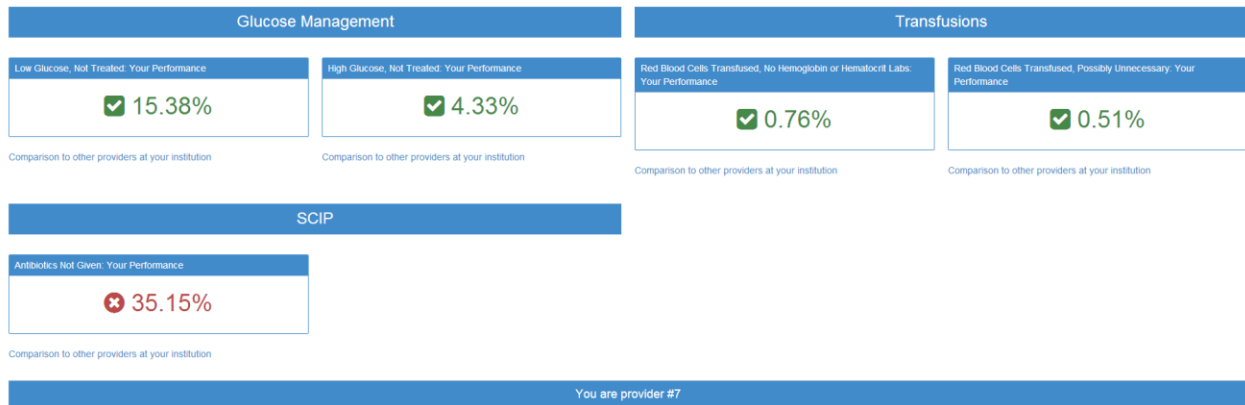 Glucose Management
Low Glucose, Not Treated: Your Performance
15.38%
Comparison to other providers at your institution
High Glucose, Not Treated: Your Performance
4.33%
Comparison to other providers at your institution
Transfusions
Red Blood Cells Transfused, No Hemoglobin or Hematocrit Labs:
Your Performance
0.76%
Comparison to other providers at your institution
Red Blood Cells Transfused, Possibly Unnecessary: Your
Performance
0.51%
Comparison to other providers at your institution
SCIP
Antibiotics Not Given: Your Performance
35.15%
Comparison to other providers at your institution
You are provider #7